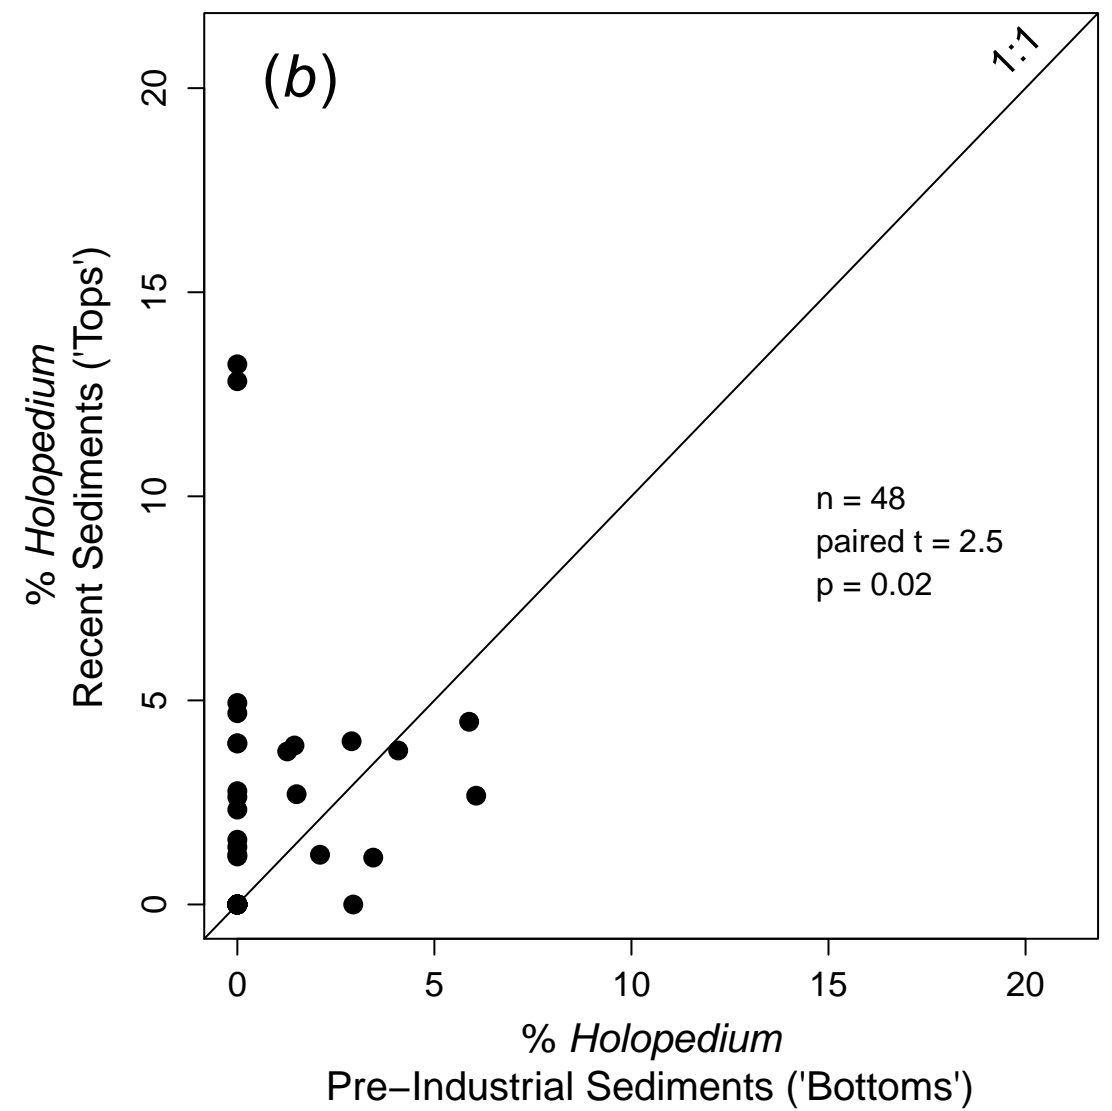 (b)
1:1
20
15
10
5
0
% Holopedium
Recent Sediments ('Tops')
n = 48
paired t = 2.5
p = 0.02
0 5 10 15 20
% Holopedium
Pre−Industrial Sediments ('Bottoms')